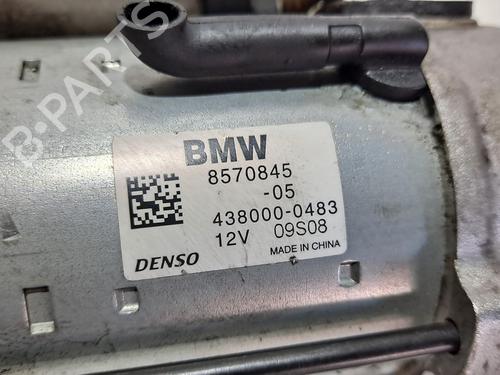 B-PARTS
BMW
8570845
-05
438000-0483
12V 09S08
DENSO MADE IN CHINA